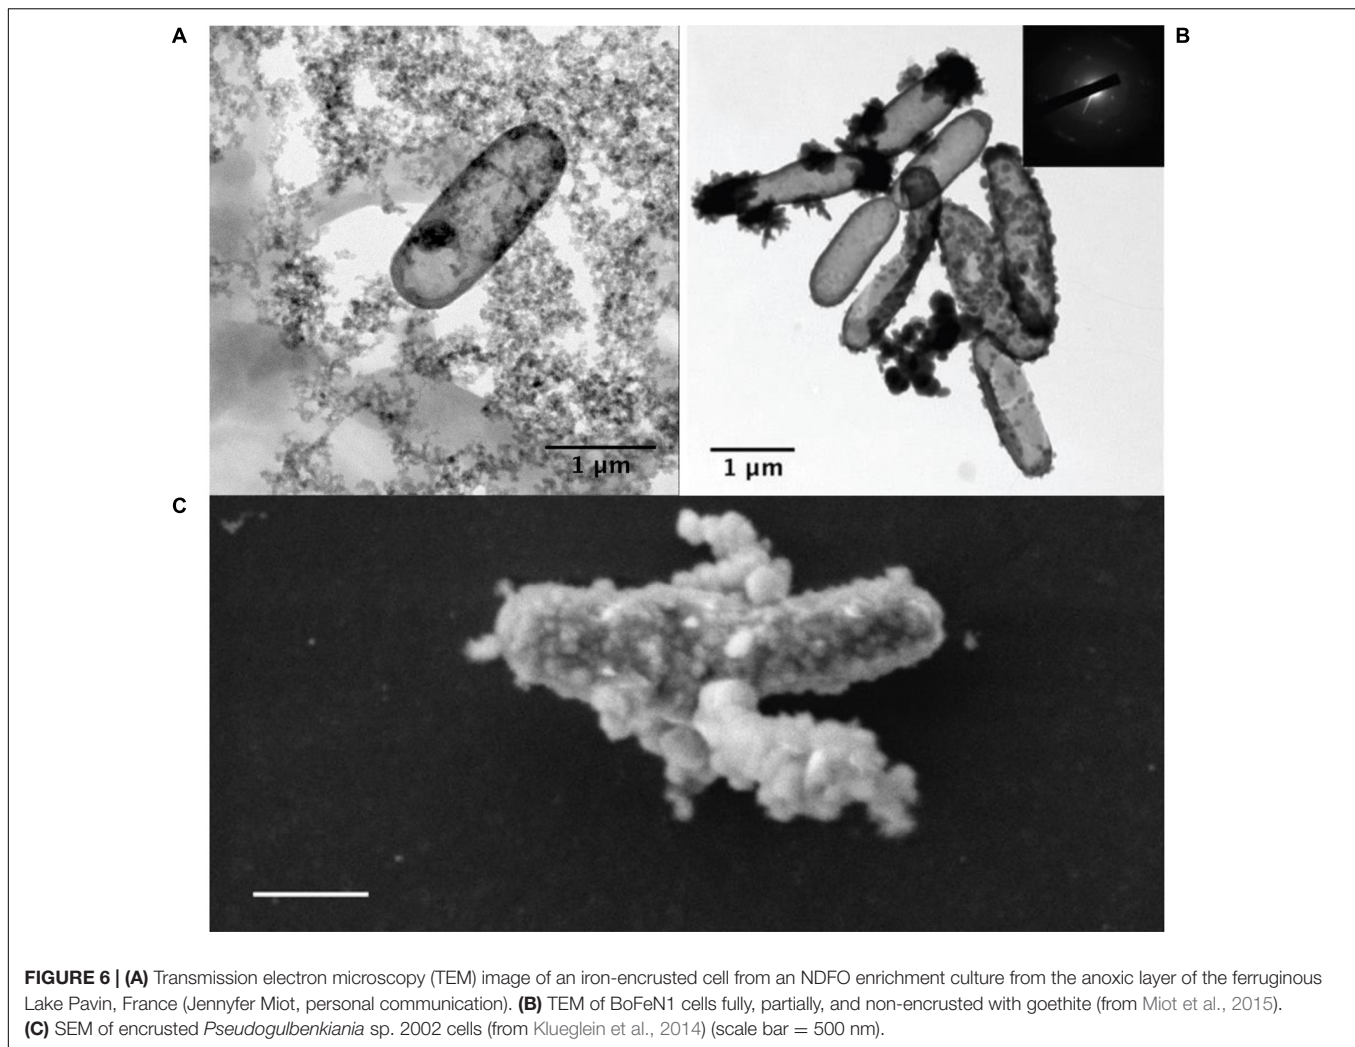 A
B
1 µm
1 µm
C
FIGURE 6 | (A) Transmission electron microscopy (TEM) image of an iron-encrusted cell from an NDFO enrichment culture from the anoxic layer of the ferruginous
Lake Pavin, France (Jennyfer Miot, personal communication). (B) TEM of BoFeN1 cells fully, partially, and non-encrusted with goethite (from Miot et al., 2015).
(C) SEM of encrusted Pseudogulbenkiania sp. 2002 cells (from Klueglein et al., 2014) (scale bar = 500 nm).